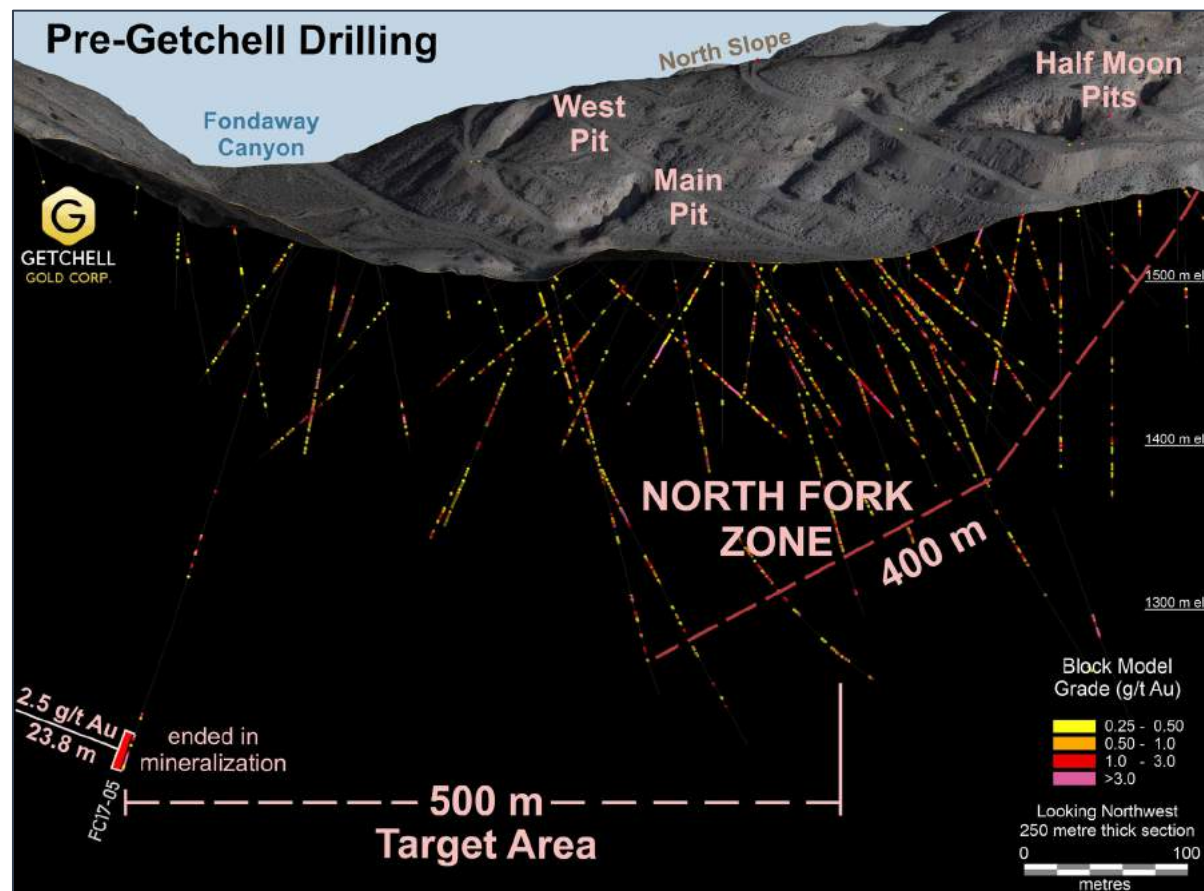 Pre-Getchell Drilling
North Slope
Half Moon
Pits
West
Pit
Fondaway
Canyon
Main
Pit
G
GETCHELL
GOLD CORP.
1500 m el
1400 m el
NORTH FORK
ZONE
400 m
1300 m el
Block Model
Grade (g/t Au)
0.25 - 0.50
0.50 - 1.0
1.0 - 3.0
>3.0
2.5 g/t Au
23.8 m
ended in
mineralization
FC17-05
500 m
Target Area
Looking Northwest
250 metre thick section
0 100
metres